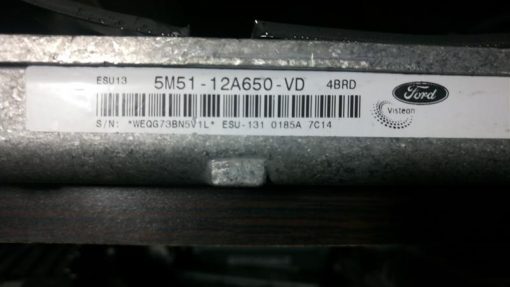 ESU13 5M51-12A650-VD 4BRD
Ford
Visteon
S/N: *WEQG73BN5V1L* ESU-131 0185A 7C14